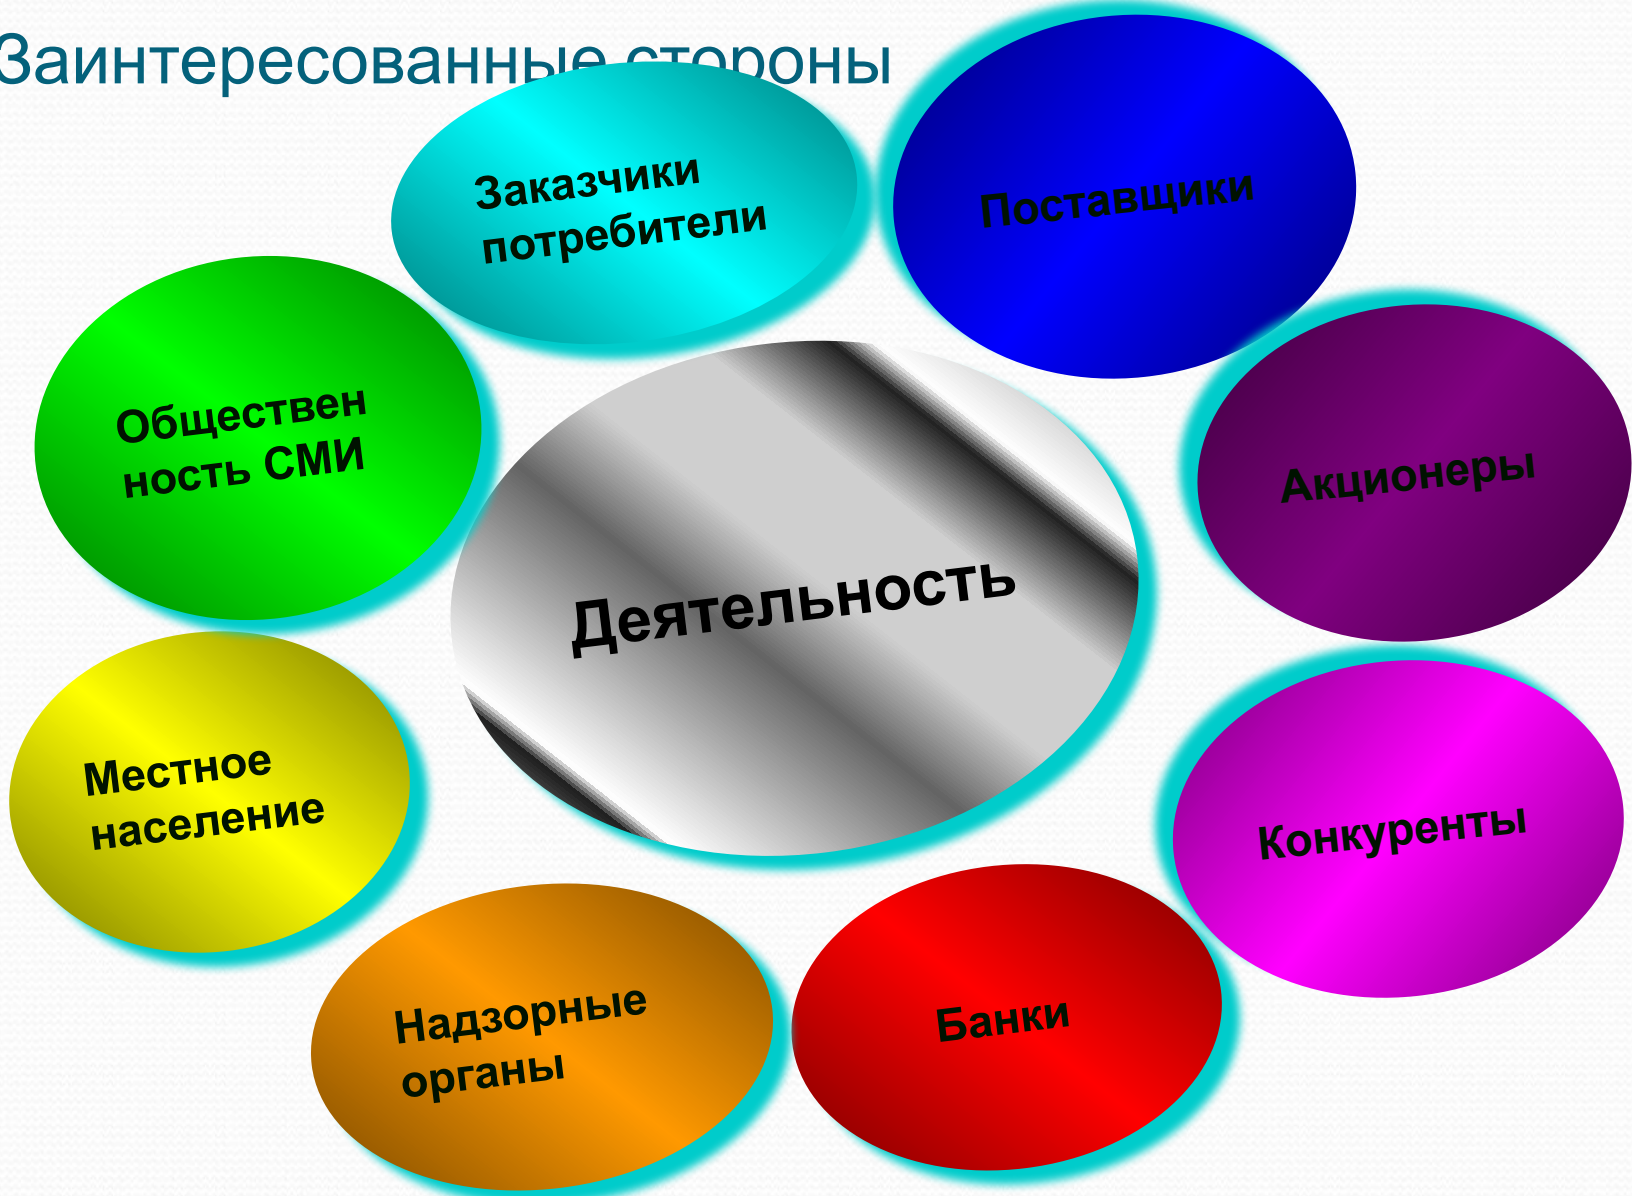 Заинтересованные стороны
Заказчики
потребители
Поставщики
Обществен
ность СМИ
Акционеры
Деятельность
Местное
население
Конкуренты
Надзорные
органы
Банки